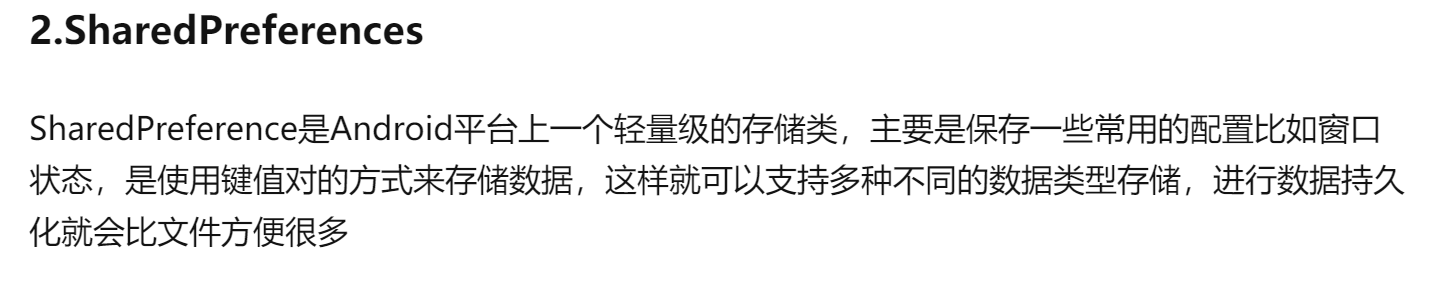 2.SharedPreferences
SharedPreference是Android平台上一个轻量级的存储类，主要是保存一些常用的配置比如窗口
状态，是使用键值对的方式来存储数据，这样就可以支持多种不同的数据类型存储，进行数据持久
化就会比文件方便很多